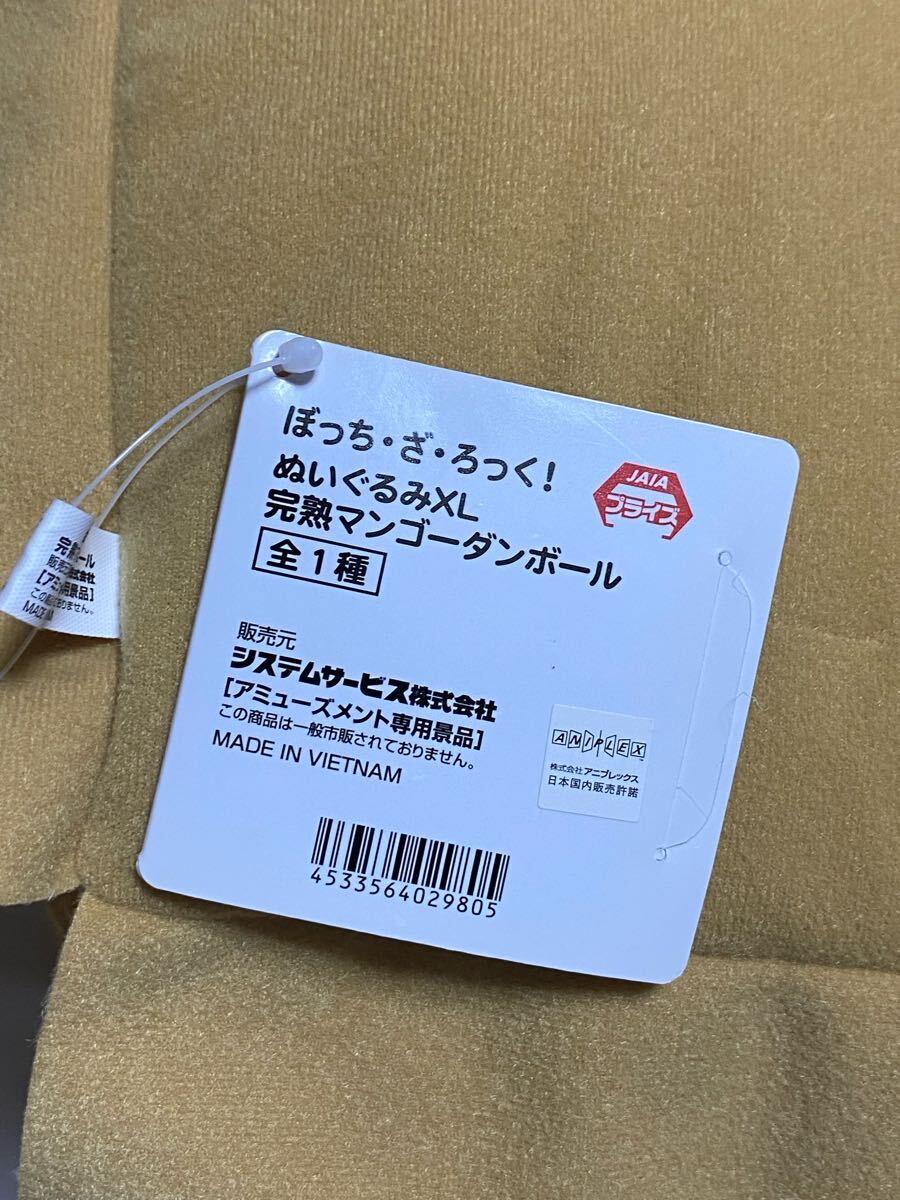 ぼっち・ざ・ろっく!
ぬいぐるみXL
完熟マンゴーダンボール
全1種
JAIA
プライズ
販売元
システムサービス株式会社
[アミューズメント専用景品]
この商品は一般市販されておりません。
MADE IN VIETNAM
ANIPLEX
株式会社アニプレックス
日本国内販売許諾
4533564029805